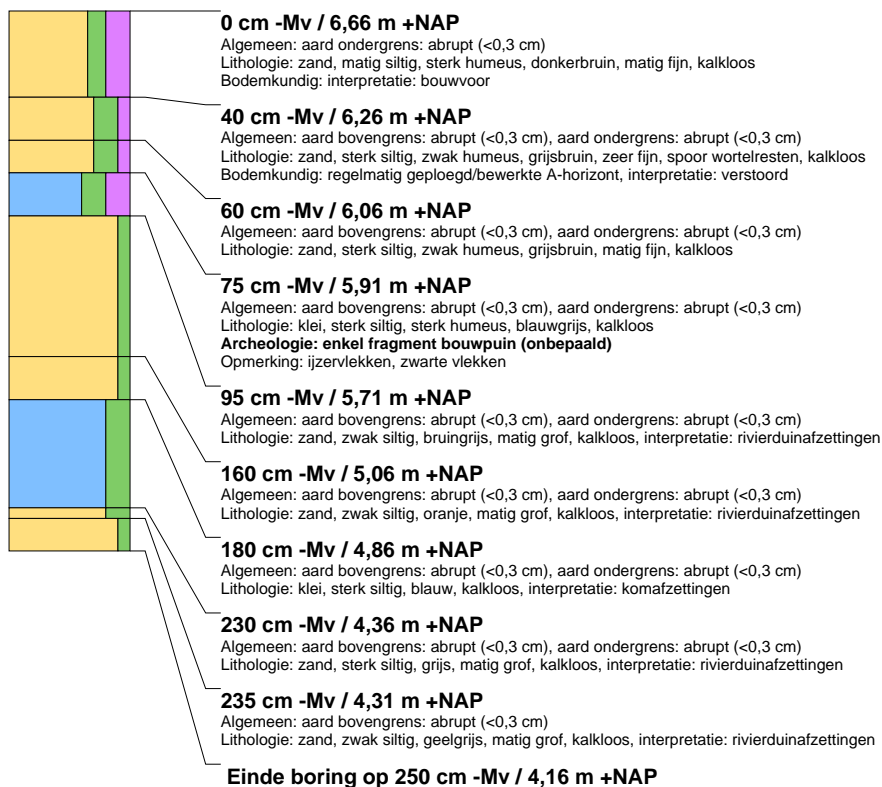 0 cm -Mv / 6,66 m +NAP
Algemeen: aard ondergrens: abrupt (<0,3 cm)
Lithologie: zand, matig siltig, sterk humeus, donkerbruin, matig fijn, kalkloos
Bodemkundig: interpretatie: bouwvoor
40 cm -Mv / 6,26 m +NAP
Algemeen: aard bovengrens: abrupt (<0,3 cm), aard ondergrens: abrupt (<0,3 cm)
Lithologie: zand, sterk siltig, zwak humeus, grijsbruin, zeer fijn, spoor wortelresten, kalkloos
Bodemkundig: regelmatig geploegd/bewerkte A-horizont, interpretatie: verstoord
60 cm -Mv / 6,06 m +NAP
Algemeen: aard bovengrens: abrupt (<0,3 cm), aard ondergrens: abrupt (<0,3 cm)
Lithologie: zand, sterk siltig, zwak humeus, grijsbruin, matig fijn, kalkloos
75 cm -Mv / 5,91 m +NAP
Algemeen: aard bovengrens: abrupt (<0,3 cm), aard ondergrens: abrupt (<0,3 cm)
Lithologie: klei, sterk siltig, sterk humeus, blauwgrijs, kalkloos
Archeologie: enkel fragment bouwpuin (onbepaald)
Opmerking: ijzervlekken, zwarte vlekken
95 cm -Mv / 5,71 m +NAP
Algemeen: aard bovengrens: abrupt (<0,3 cm), aard ondergrens: abrupt (<0,3 cm)
Lithologie: zand, zwak siltig, bruingrijs, matig grof, kalkloos, interpretatie: rivierduinafzettingen
160 cm -Mv / 5,06 m +NAP
Algemeen: aard bovengrens: abrupt (<0,3 cm), aard ondergrens: abrupt (<0,3 cm)
Lithologie: zand, zwak siltig, oranje, matig grof, kalkloos, interpretatie: rivierduinafzettingen
180 cm -Mv / 4,86 m +NAP
Algemeen: aard bovengrens: abrupt (<0,3 cm), aard ondergrens: abrupt (<0,3 cm)
Lithologie: klei, sterk siltig, blauw, kalkloos, interpretatie: komafzettingen
230 cm -Mv / 4,36 m +NAP
Algemeen: aard bovengrens: abrupt (<0,3 cm), aard ondergrens: abrupt (<0,3 cm)
Lithologie: zand, sterk siltig, grijs, matig grof, kalkloos, interpretatie: rivierduinafzettingen
235 cm -Mv / 4,31 m +NAP
Algemeen: aard bovengrens: abrupt (<0,3 cm)
Lithologie: zand, zwak siltig, geelgrijs, matig grof, kalkloos, interpretatie: rivierduinafzettingen
Einde boring op 250 cm -Mv / 4,16 m +NAP